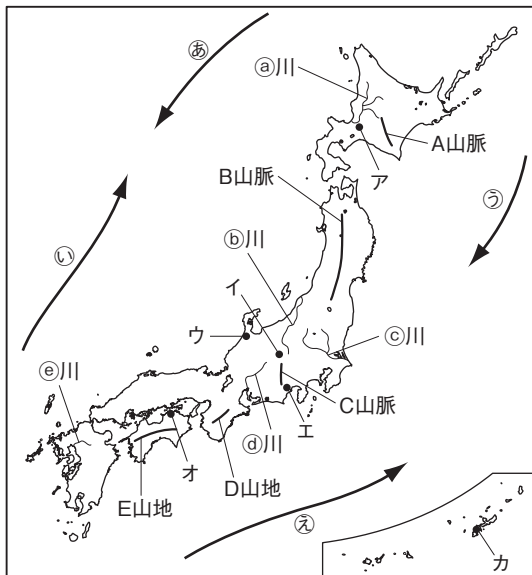 あ
ⓐ川
A山脈
ア
B山脈
う
ⓑ川
い
イ
ウ
ⓒ川
ⓔ川
C山脈
エ
ⓓ川
オ
D山地
E山地
え
カ